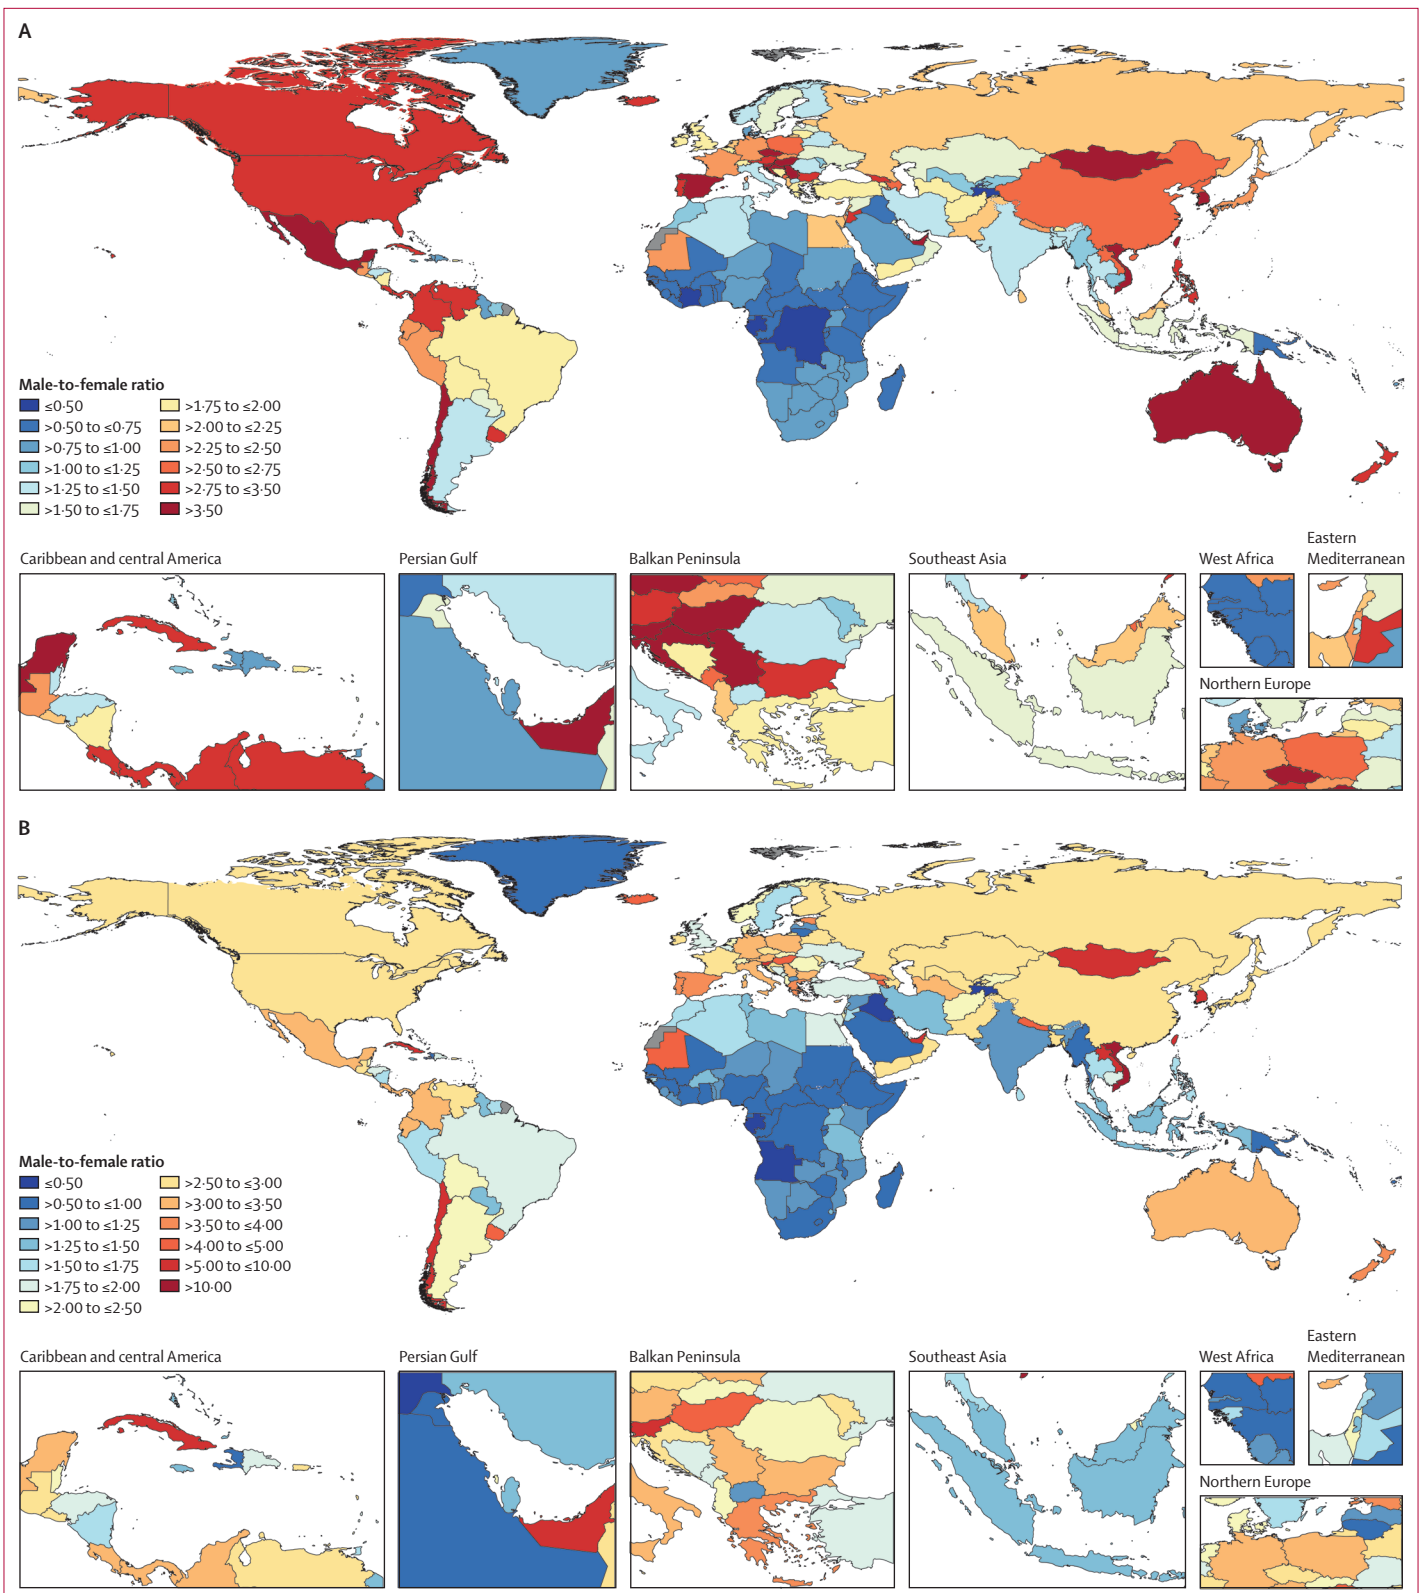 A
Male-to-female ratio
≤0·50
>0·50 to ≤0·75
>0·75 to ≤1·00
>1·00 to ≤1·25
>1·25 to ≤1·50
>1·50 to ≤1·75
>1·75 to ≤2·00
>2·00 to ≤2·25
>2·25 to ≤2·50
>2·50 to ≤2·75
>2·75 to ≤3·50
>3·50
Caribbean and central America
Persian Gulf
Balkan Peninsula
Southeast Asia
West Africa
Eastern
Mediterranean
Northern Europe
B
Male-to-female ratio
≤0·50
>0·50 to ≤1·00
>1·00 to ≤1·25
>1·25 to ≤1·50
>1·50 to ≤1·75
>1·75 to ≤2·00
>2·00 to ≤2·50
>2·50 to ≤3·00
>3·00 to ≤3·50
>3·50 to ≤4·00
>4·00 to ≤5·00
>5·00 to ≤10·00
>10·00
Caribbean and central America
Persian Gulf
Balkan Peninsula
Southeast Asia
West Africa
Eastern
Mediterranean
Northern Europe